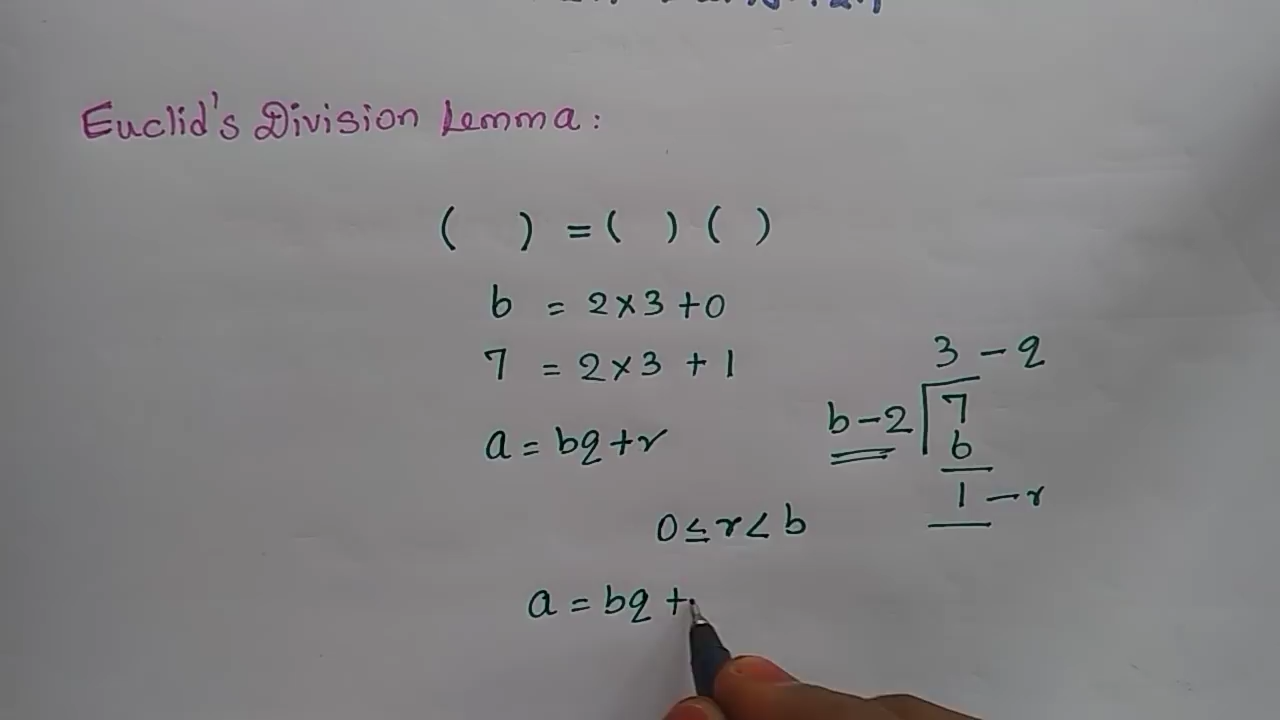 Euclid's Division Lemma:
( ) = ( ) ( )
6 = 2×3+0
7 = 2×3 + 1
a = bq+r
0≤r<b
a = bq +
3 - q
b-2 7
6
1 - r